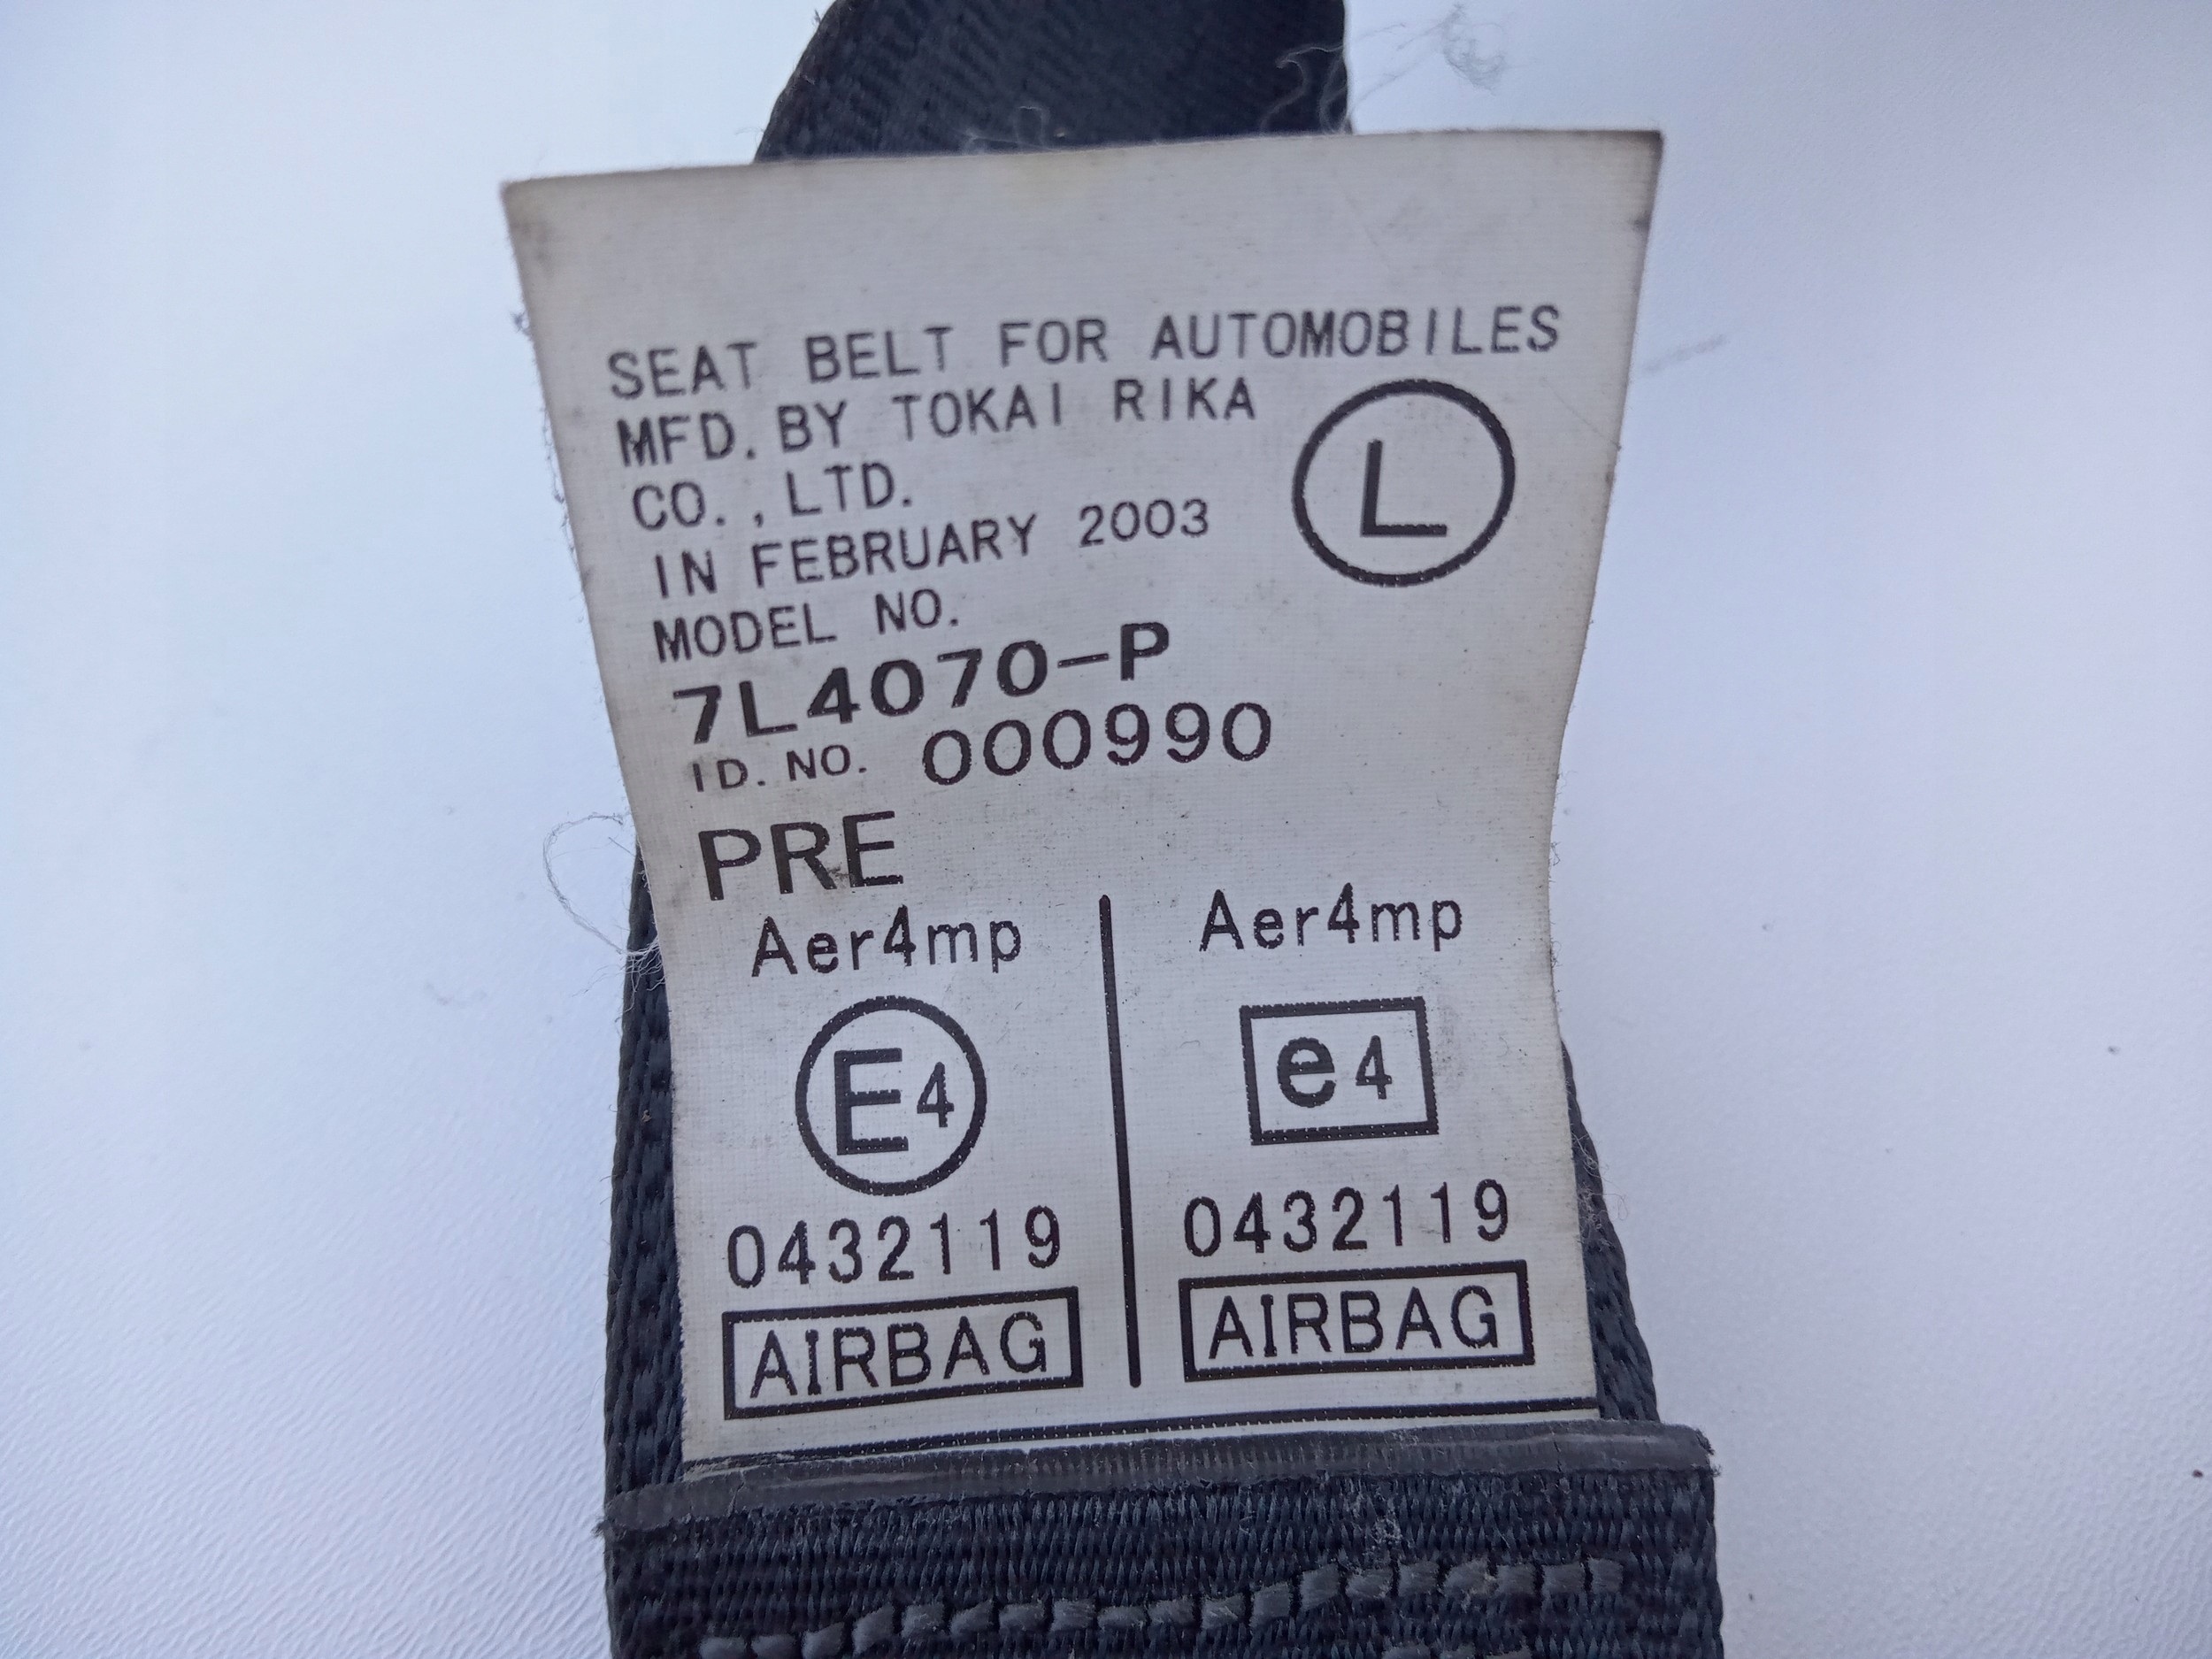 SEAT BELT FOR AUTOMOBILES
MFD. BY TOKAI RIKA
CO., LTD.
L
IN FEBRUARY 2003
MODEL NO.
7L4070-P
ID. NO. 000990
PRE
Aer4mp Aer4mp
E4 e4
0432119 0432119
AIRBAG AIRBAG